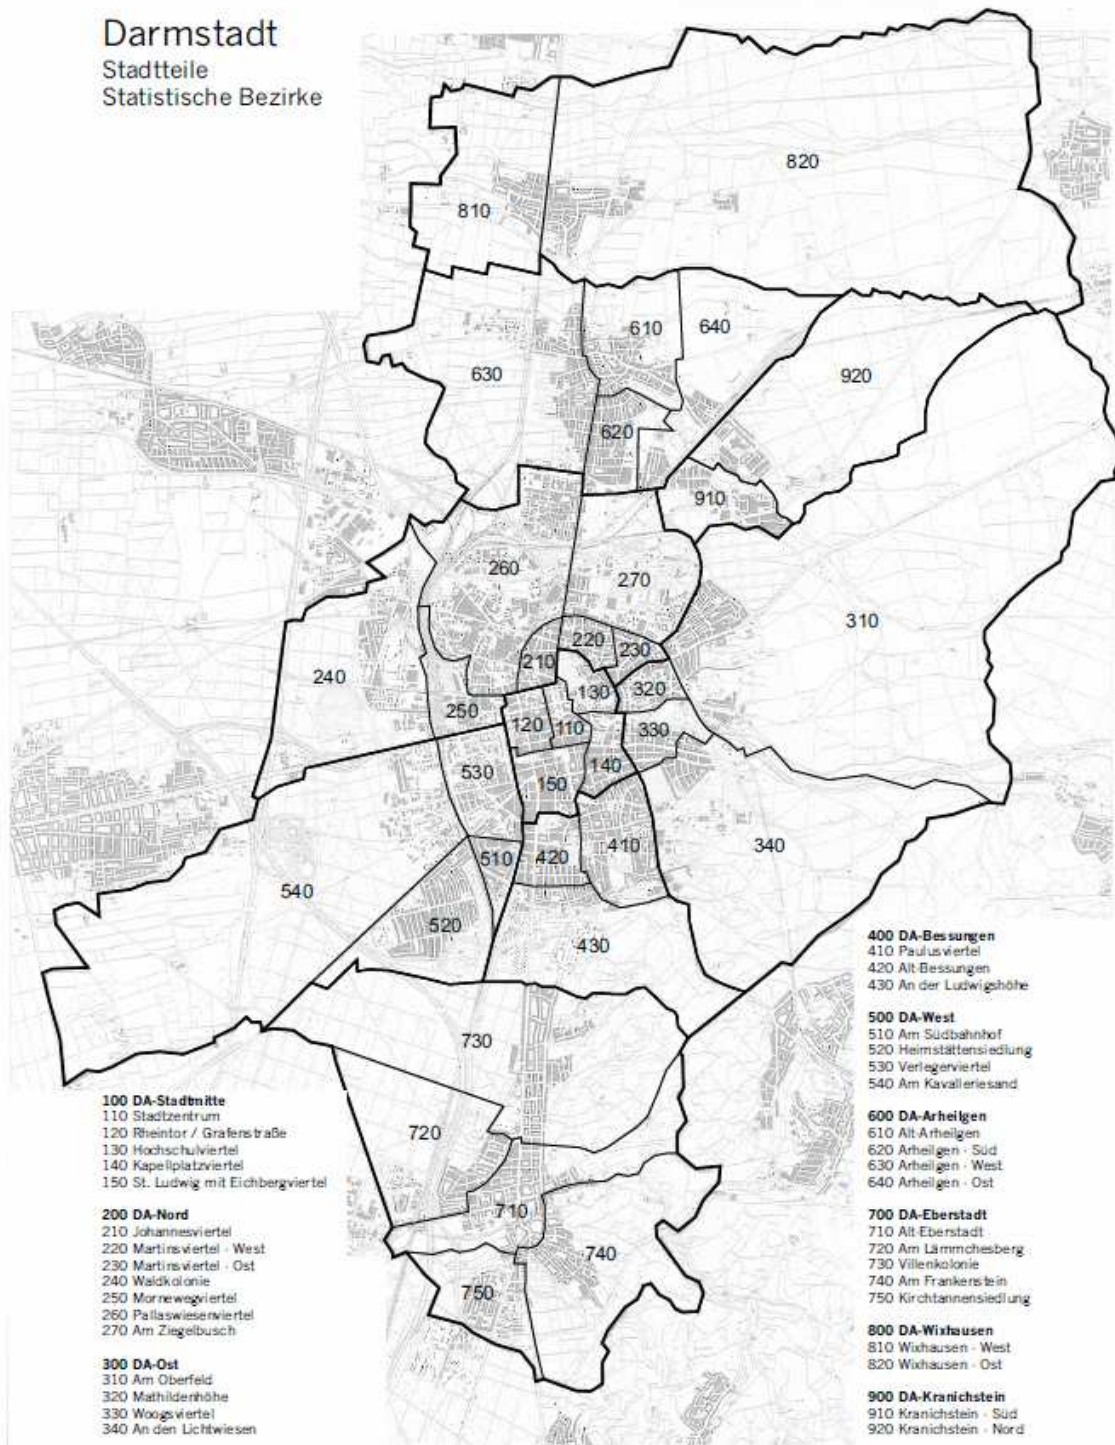 Darmstadt
Stadtteile
Statistische Bezirke
820
810
610
640
630
920
620
910
260
270
310
220
230
210
240
130
320
250
120
110
330
530
140
150
410
340
510
420
540
520
430
730
720
710
740
750
100 DA-Stadtmitte
110 Stadtzentrum
120 Rheintor / Grafenstraße
130 Hochschulviertel
140 Kapellplatzviertel
150 St. Ludwig mit Eichbergviertel
200 DA-Nord
210 Johannesviertel
220 Martinsviertel - West
230 Martinsviertel - Ost
240 Waldkolonie
250 Mornewegviertel
260 Pallaswiesenviertel
270 Am Ziegelbusch
300 DA-Ost
310 Am Oberfeld
320 Mathildenhöhe
330 Woogsviertel
340 An den Lichtwiesen
400 DA-Bessungen
410 Paulusviertel
420 Alt-Bessungen
430 An der Ludwigshöhe
500 DA-West
510 Am Südbahnhof
520 Heimstättensiedlung
530 Verlegerviertel
540 Am Kavalleriesand
600 DA-Arheilgen
610 Alt-Arheilgen
620 Arheilgen - Süd
630 Arheilgen - West
640 Arheilgen - Ost
700 DA-Eberstadt
710 Alt-Eberstadt
720 Am Lämmchesberg
730 Villenkolonie
740 Am Frankenstein
750 Kirchtannensiedlung
800 DA-Wixhausen
810 Wixhausen - West
820 Wixhausen - Ost
900 DA-Kranichstein
910 Kranichstein - Süd
920 Kranichstein - Nord